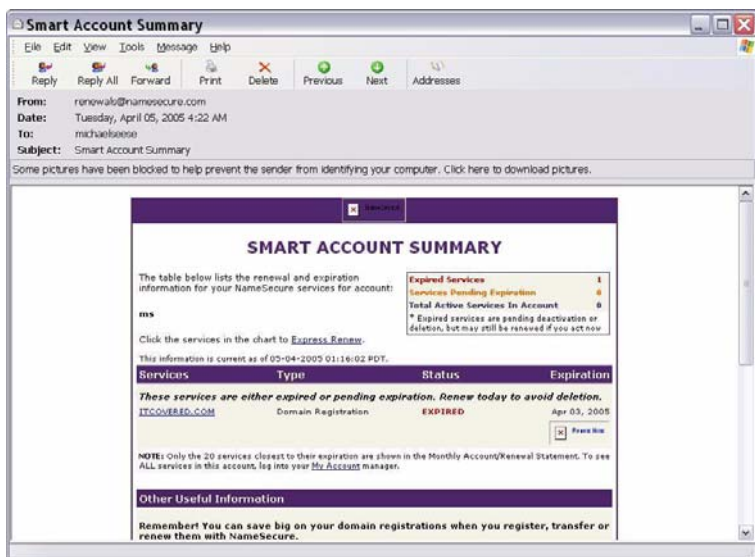 Smart Account Summary
File Edit View Tools Message Help
Reply Reply All Forward Print Delete Previous Next Addresses
From: renewals@namesecure.com
Date: Tuesday, April 05, 2005 4:22 AM
To: michaelseese
Subject: Smart Account Summary
Some pictures have been blocked to help prevent the sender from identifying your computer. Click here to download pictures.
SMART ACCOUNT SUMMARY
The table below lists the renewal and expiration
information for your NameSecure services for account:
ms
Click the services in the chart to Express Renew.
This information is current as of 05-04-2005 01:16:02 PDT.
Expired Services 1
Services Pending Expiration 0
Total Active Services In Account 0
* Expired services are pending deactivation or
deletion, but may still be renewed if you act now
Services Type Status Expiration
These services are either expired or pending expiration. Renew today to avoid deletion.
ITCOVERED.COM Domain Registration EXPIRED Apr 03, 2005
NOTE: Only the 20 services closest to their expiration are shown in the Monthly Account/Renewal Statement. To see
ALL services in this account, log into your My Account manager.
Other Useful Information
Remember! You can save big on your domain registrations when you register, transfer or
renew them with NameSecure.